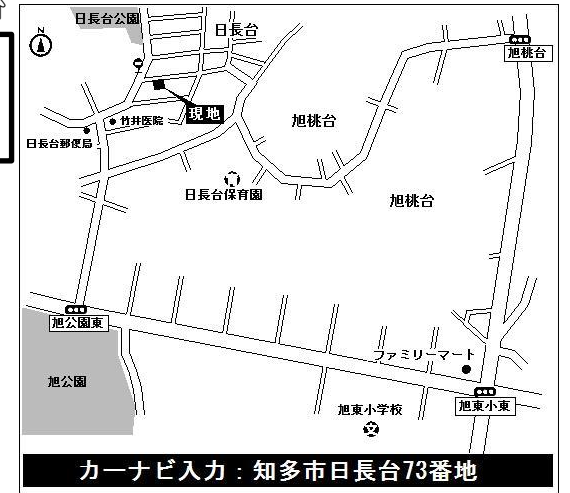 日長台公園
N
日長台
旭桃台
現地
竹井医院
旭桃台
日長台郵便局
日長台保育園
旭桃台
旭公園東
ファミリーマート
旭公園
旭東小学校
文
旭東小東
カーナビ入力：知多市日長台73番地